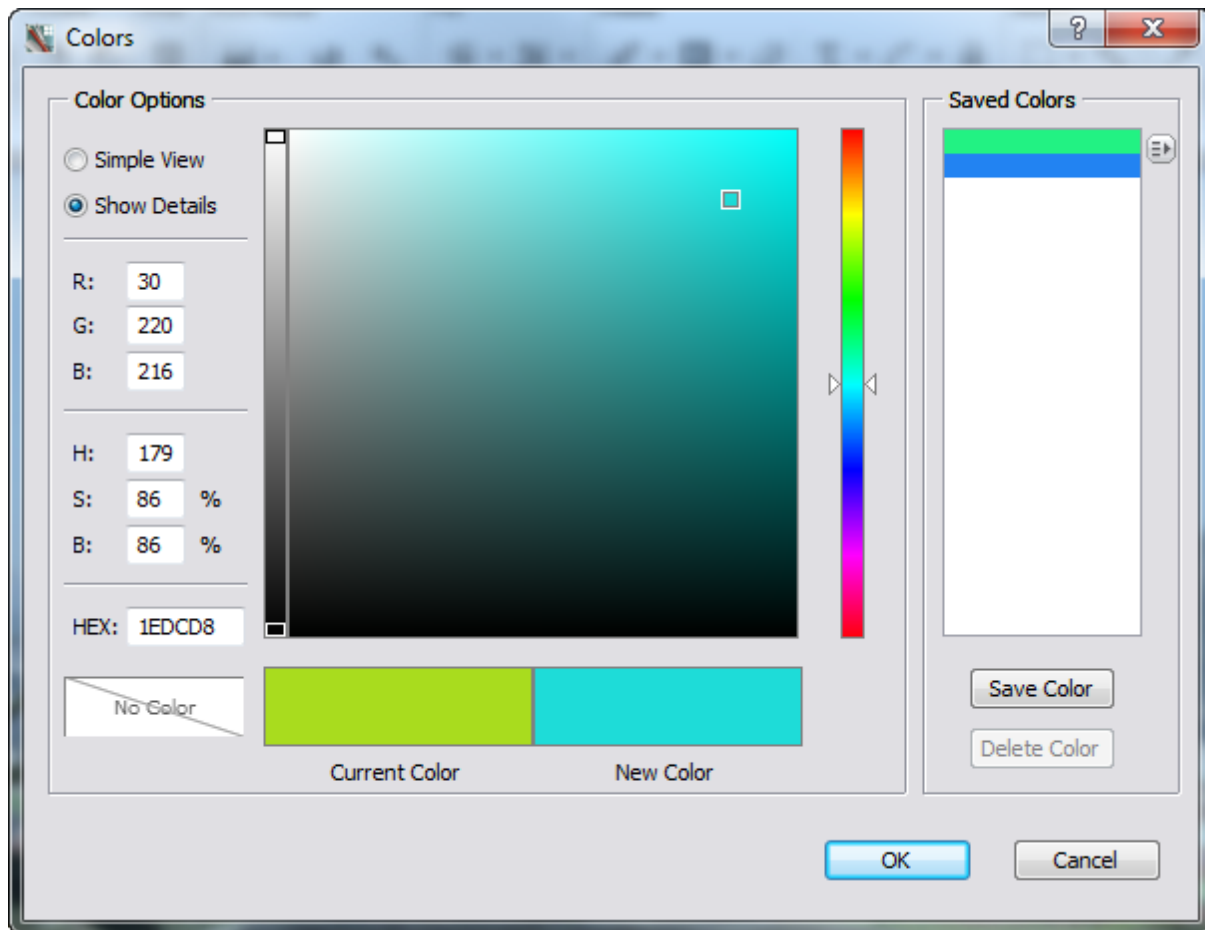 Colors
?
X
Color Options
Simple View
Show Details
R: 30
G: 220
B: 216
H: 179
S: 86 %
B: 86 %
HEX: 1EDCD8
No Color
Current Color
New Color
Saved Colors
Save Color
Delete Color
OK
Cancel